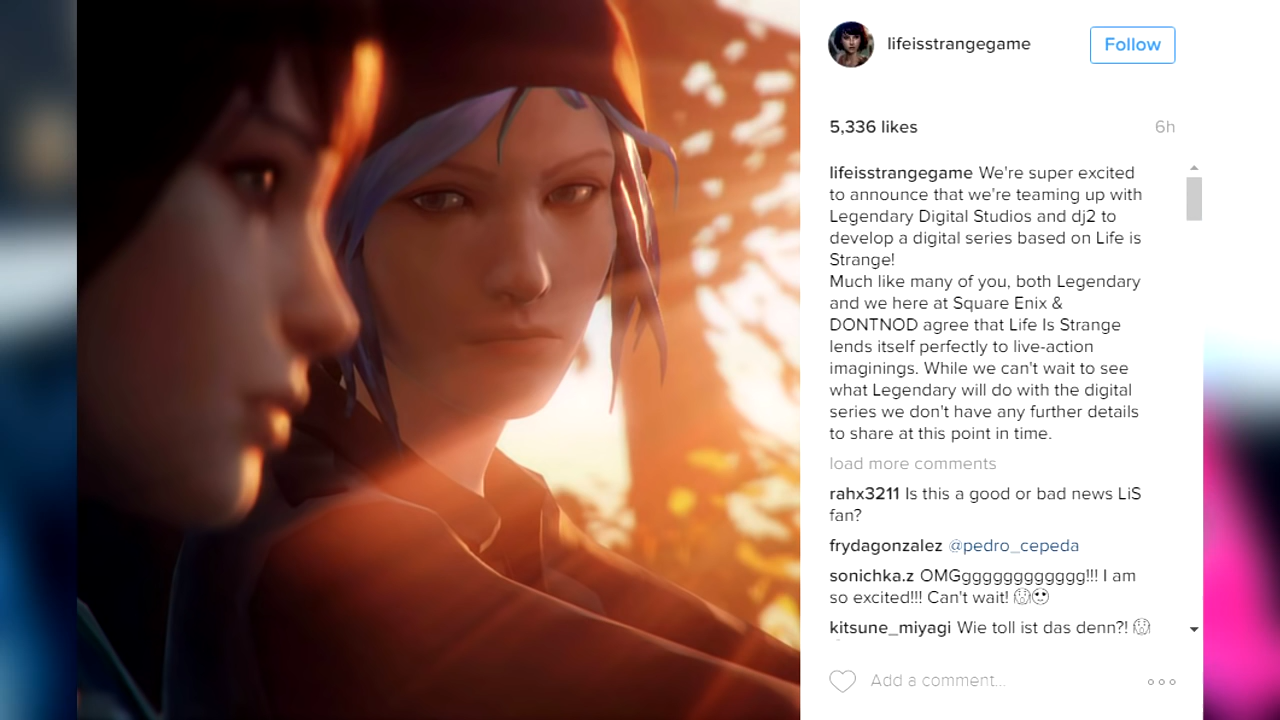 lifeisstrangegame
Follow
5,336 likes
6h
lifeisstrangegame We're super excited
to announce that we're teaming up with
Legendary Digital Studios and dj2 to
develop a digital series based on Life is
Strange!
Much like many of you, both Legendary
and we here at Square Enix &
DONTNOD agree that Life Is Strange
lends itself perfectly to live-action
imaginings. While we can't wait to see
what Legendary will do with the digital
series we don't have any further details
to share at this point in time.
load more comments
rahx3211 Is this a good or bad news LiS
fan?
frydagonzalez @pedro_cepeda
sonichka.z OMGgggggggggggg!!! I am
so excited!!! Can't wait!
kitsune_miyagi Wie toll ist das denn?!
Add a comment...